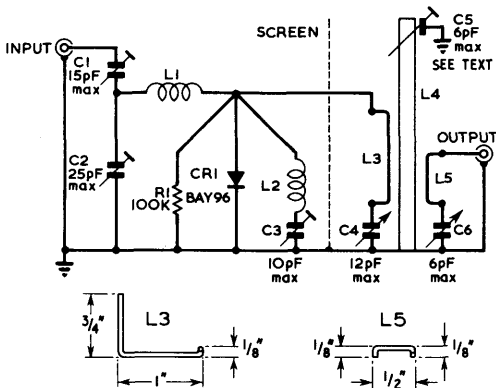 INPUT
C1
15pF
max
L1
SCREEN
C5
6pF
max
SEE TEXT
L4
C2
25pF
max
R1
100K
CR1
BAY96
L2
C3
10pF
max
L3
C4
12pF
max
OUTPUT
L5
C6
6pF
max
L3
3/4"
1"
1/8"
L5
1/8"
1/8"
1/2"